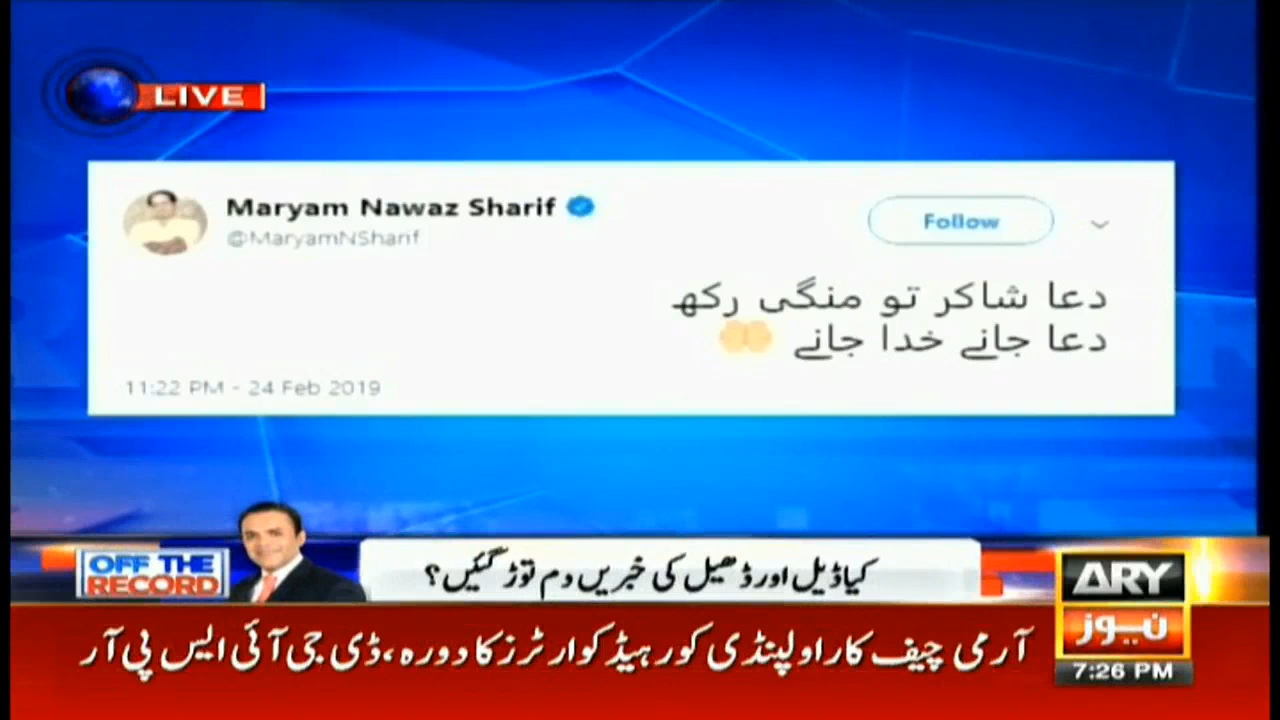 LIVE
Maryam Nawaz Sharif
@MaryamNSharif
Follow
دعا شاکر تو منگی رکھ
دعا جانے خدا جانے
11:22 PM - 24 Feb 2019
OFF THE
RECORD
کیا ڈیل اور ڈھیل کی خبریں دم توڑ گئیں؟
ARY
نیوز
آرمی چیف کا راولپنڈی کور ہیڈکوارٹرز کا دورہ، ڈی جی آئی ایس پی آر
7:26 PM